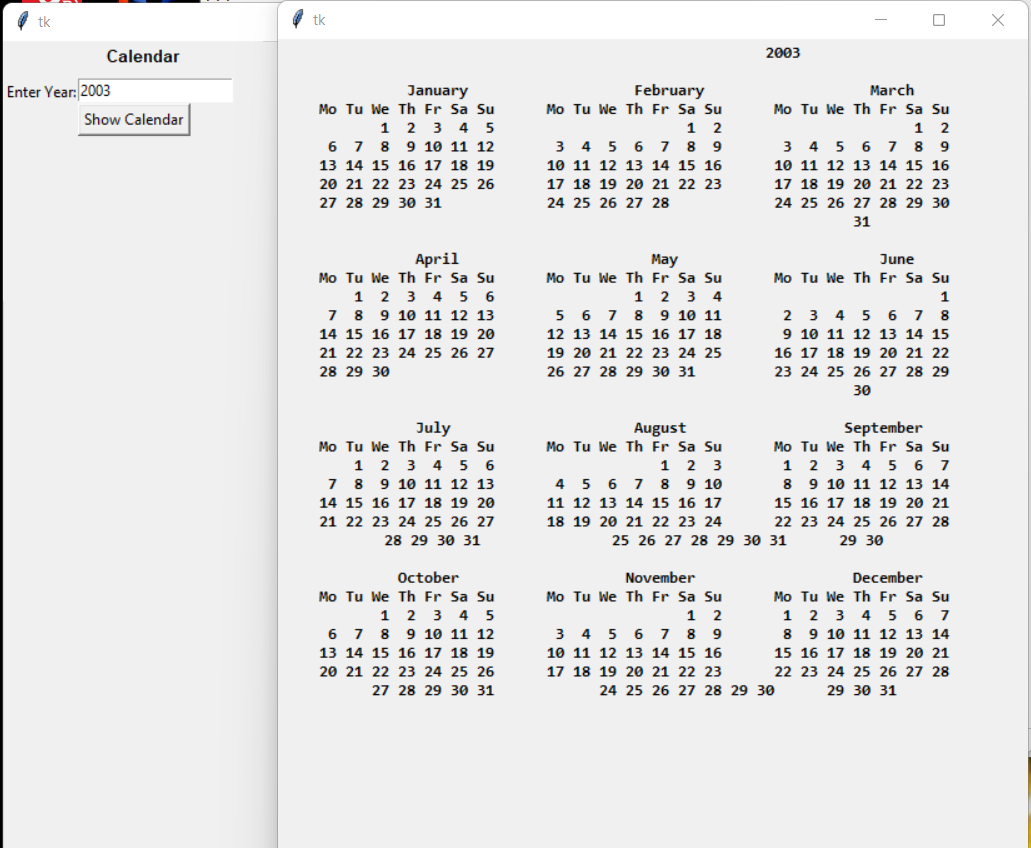 tk
Calendar
Enter Year: 2003
Show Calendar
tk
2003
January February March
Mo Tu We Th Fr Sa Su Mo Tu We Th Fr Sa Su Mo Tu We Th Fr Sa Su
1 2 3 4 5 1 2 1 2
6 7 8 9 10 11 12 3 4 5 6 7 8 9 3 4 5 6 7 8 9
13 14 15 16 17 18 19 10 11 12 13 14 15 16 10 11 12 13 14 15 16
20 21 22 23 24 25 26 17 18 19 20 21 22 23 17 18 19 20 21 22 23
27 28 29 30 31 24 25 26 27 28 24 25 26 27 28 29 30
31
April May June
Mo Tu We Th Fr Sa Su Mo Tu We Th Fr Sa Su Mo Tu We Th Fr Sa Su
1 2 3 4 5 6 1 2 3 4 1
7 8 9 10 11 12 13 5 6 7 8 9 10 11 2 3 4 5 6 7 8
14 15 16 17 18 19 20 12 13 14 15 16 17 18 9 10 11 12 13 14 15
21 22 23 24 25 26 27 19 20 21 22 23 24 25 16 17 18 19 20 21 22
28 29 30 26 27 28 29 30 31 23 24 25 26 27 28 29
30
July August September
Mo Tu We Th Fr Sa Su Mo Tu We Th Fr Sa Su Mo Tu We Th Fr Sa Su
1 2 3 4 5 6 1 2 3 1 2 3 4 5 6 7
7 8 9 10 11 12 13 4 5 6 7 8 9 10 8 9 10 11 12 13 14
14 15 16 17 18 19 20 11 12 13 14 15 16 17 15 16 17 18 19 20 21
21 22 23 24 25 26 27 18 19 20 21 22 23 24 22 23 24 25 26 27 28
28 29 30 31 25 26 27 28 29 30 31 29 30
October November December
Mo Tu We Th Fr Sa Su Mo Tu We Th Fr Sa Su Mo Tu We Th Fr Sa Su
1 2 3 4 5 1 2 1 2 3 4 5 6 7
6 7 8 9 10 11 12 3 4 5 6 7 8 9 8 9 10 11 12 13 14
13 14 15 16 17 18 19 10 11 12 13 14 15 16 15 16 17 18 19 20 21
20 21 22 23 24 25 26 17 18 19 20 21 22 23 22 23 24 25 26 27 28
27 28 29 30 31 24 25 26 27 28 29 30 29 30 31